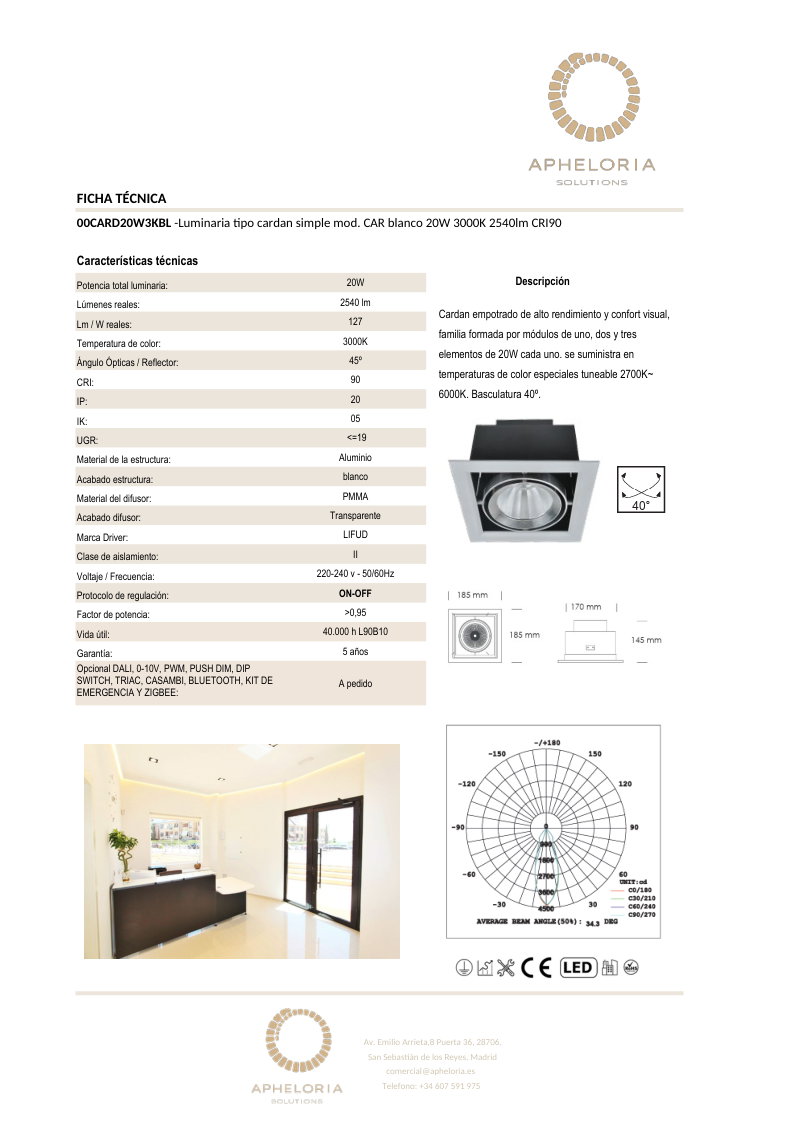 APHELORIA
SOLUTIONS
FICHA TÉCNICA
00CARD20W3KBL -Luminaria tipo cardan simple mod. CAR blanco 20W 3000K 2540lm CRI90
Características técnicas
Potencia total luminaria: 20W
Lúmenes reales: 2540 lm
Lm / W reales: 127
Temperatura de color: 3000K
Ángulo Ópticas / Reflector: 45º
CRI: 90
IP: 20
IK: 05
UGR: <=19
Material de la estructura: Aluminio
Acabado estructura: blanco
Material del difusor: PMMA
Acabado difusor: Transparente
Marca Driver: LIFUD
Clase de aislamiento: II
Voltaje / Frecuencia: 220-240 v - 50/60Hz
Protocolo de regulación: ON-OFF
Factor de potencia: >0,95
Vida útil: 40.000 h L90B10
Garantía: 5 años
Opcional DALI, 0-10V, PWM, PUSH DIM, DIP
SWITCH, TRIAC, CASAMBI, BLUETOOTH, KIT DE
EMERGENCIA Y ZIGBEE: A pedido
Descripción
Cardan empotrado de alto rendimiento y confort visual,
familia formada por módulos de uno, dos y tres
elementos de 20W cada uno. se suministra en
temperaturas de color especiales tuneable 2700K~
6000K. Basculatura 40º.
40°
185 mm
185 mm
170 mm
145 mm
-/+180
-150 150
-120 120
-90 0 90
900
1800
2700
-60 60
3600
-30 30
4500
UNIT:cd
C0/180
C30/210
C60/240
C90/270
AVERAGE BEAM ANGLE(50%): 34.3 DEG
CE
LED
RoHS
APHELORIA
SOLUTIONS
Av. Emilio Arrieta,8 Puerta 36, 28706.
San Sebastián de los Reyes, Madrid
comercial@apheloria.es
Telefono: +34 607 591 975